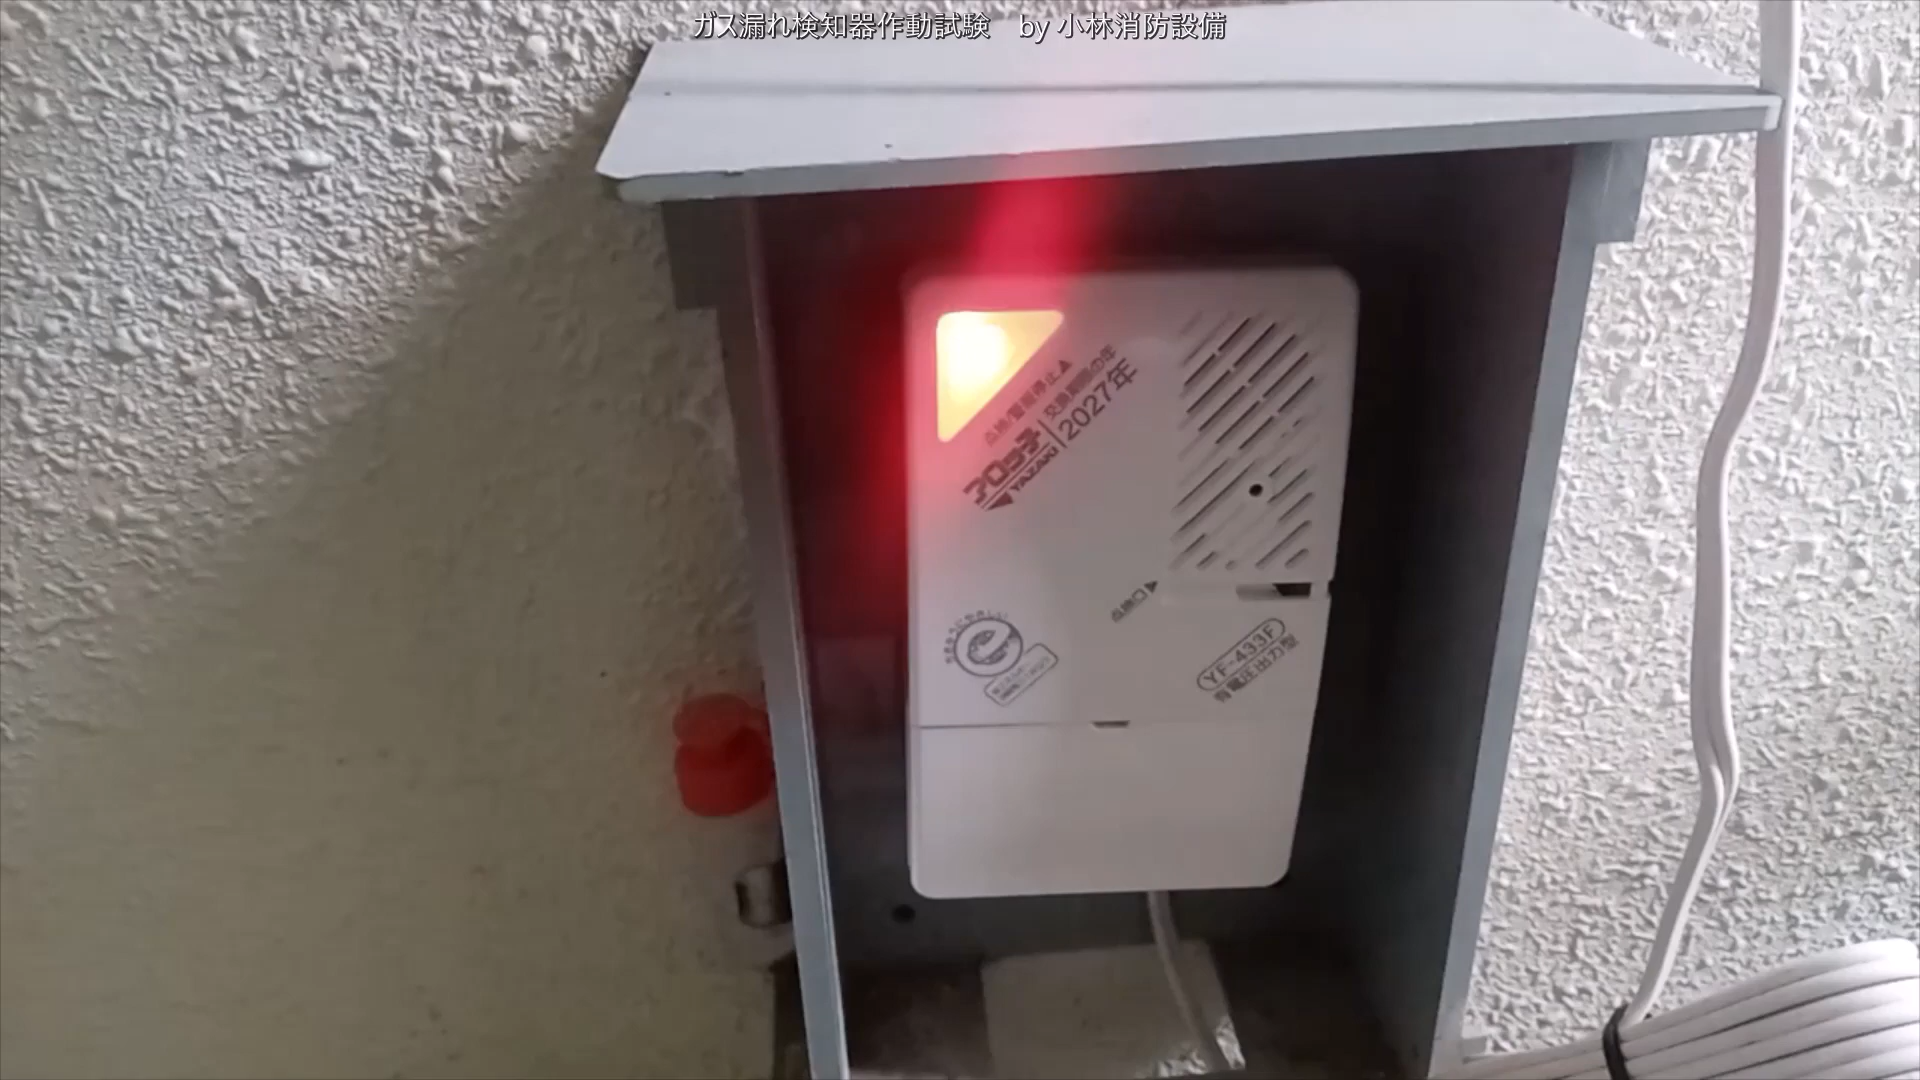 ガス漏れ検知器作動試験 by 小林消防設備
点検/警報停止▲
交換期限の年
2027年
YAZAKI
点検口▶
YF-433F
有電圧出力型